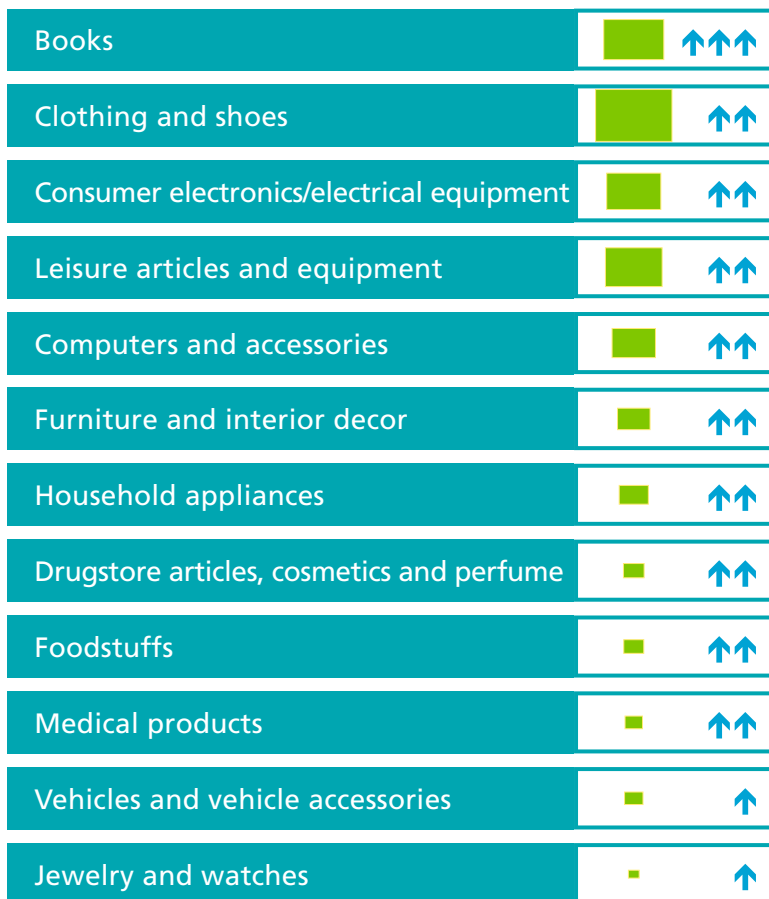 Books
Clothing and shoes
Consumer electronics/electrical equipment
Leisure articles and equipment
Computers and accessories
Furniture and interior decor
Household appliances
Drugstore articles, cosmetics and perfume
Foodstuffs
Medical products
Vehicles and vehicle accessories
Jewelry and watches